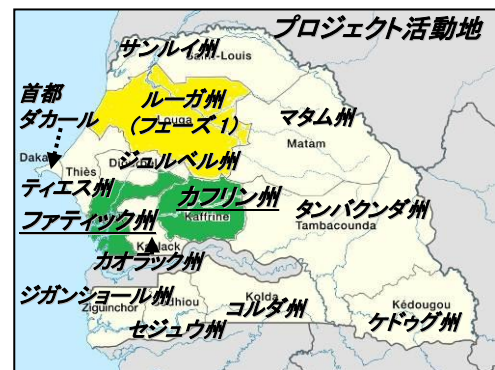 プロジェクト活動地
サンルイ州
Saint-Louis
首都
ダカール
ルーガ州
(フェーズ1)
Louga
マタム州
Matam
Dakar
Thiès
ジュルベル州
ティエス州
カフリン州
Kaffrine
ファティック州
タンバクンダ州
Tambacounda
Kaolack
カオラック州
ジガンショール州
Ziguinchor
コルダ州
Kolda
セジュウ州
Kédougou
ケドゥグ州